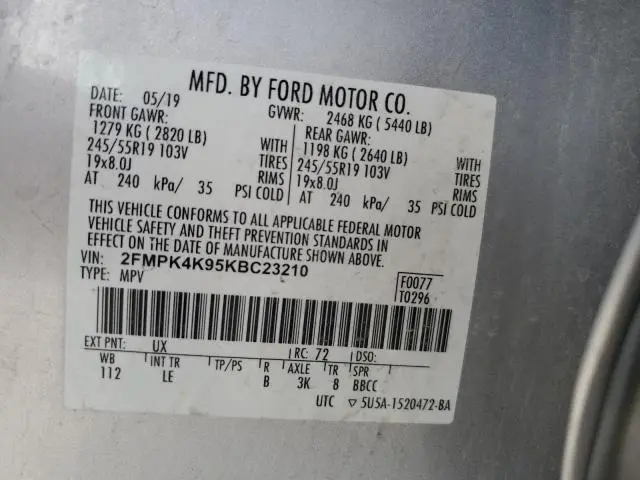 MFD. BY FORD MOTOR CO.
DATE: 05/19 GVWR: 2468 KG ( 5440 LB)
FRONT GAWR: REAR GAWR:
1279 KG ( 2820 LB) WITH 1198 KG ( 2640 LB) WITH
245/55R19 103V TIRES 245/55R19 103V TIRES
19x8.0J RIMS 19x8.0J RIMS
AT 240 kPa/ 35 PSI COLD AT 240 kPa/ 35 PSI COLD
THIS VEHICLE CONFORMS TO ALL APPLICABLE FEDERAL MOTOR
VEHICLE SAFETY AND THEFT PREVENTION STANDARDS IN
EFFECT ON THE DATE OF MANUFACTURE SHOWN ABOVE.
VIN: 2FMPK4K95KBC23210
TYPE: MPV
F0077
T0296
EXT PNT: UX RC: 72 DSO:
WB INT TR TP/PS R AXLE TR SPR
112 LE B 3K 8 BBCC
UTC ▽ 5U5A-1520472-BA